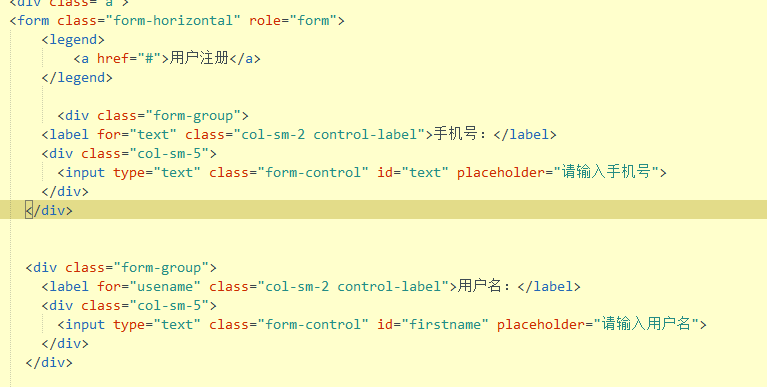 <div class="a">
<form class="form-horizontal" role="form">
<legend>
<a href="#">用户注册</a>
</legend>
<div class="form-group">
<label for="text" class="col-sm-2 control-label">手机号：</label>
<div class="col-sm-5">
<input type="text" class="form-control" id="text" placeholder="请输入手机号">
</div>
</div>
<div class="form-group">
<label for="usename" class="col-sm-2 control-label">用户名：</label>
<div class="col-sm-5">
<input type="text" class="form-control" id="firstname" placeholder="请输入用户名">
</div>
</div>